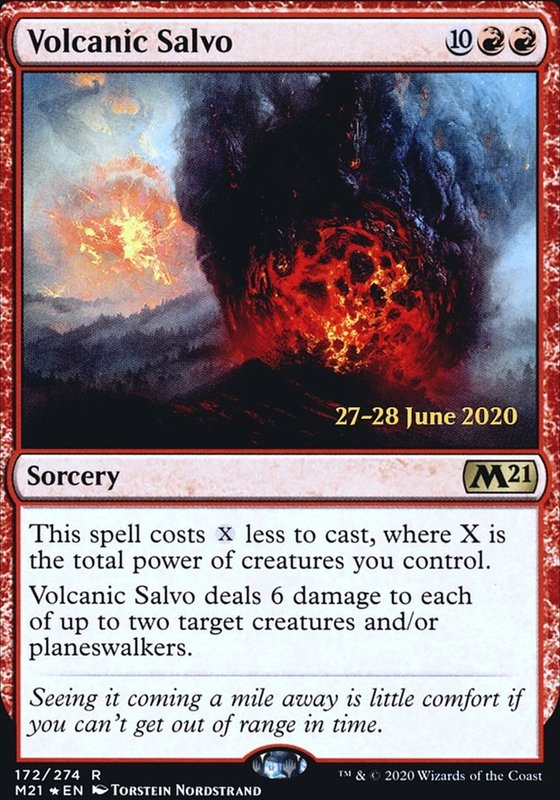 Volcanic Salvo 10
27-28 June 2020
Sorcery M21
This spell costs X less to cast, where X is
the total power of creatures you control.
Volcanic Salvo deals 6 damage to each
of up to two target creatures and/or
planeswalkers.
Seeing it coming a mile away is little comfort if
you can't get out of range in time.
172/274 R
M21 ★ EN Torstein Nordstrand
™ & © 2020 Wizards of the Coast